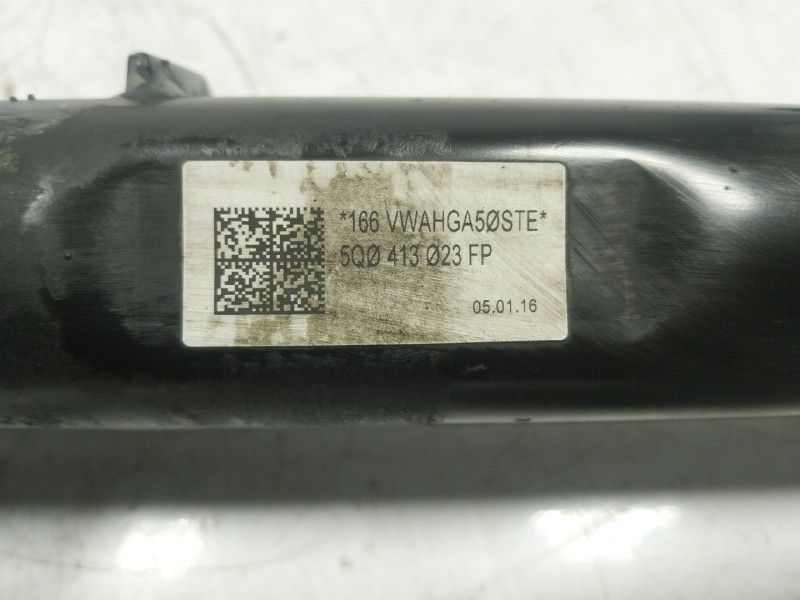 *166 VWAHGA5ØSTE*
5QØ 413 Ø23 FP
05.01.16